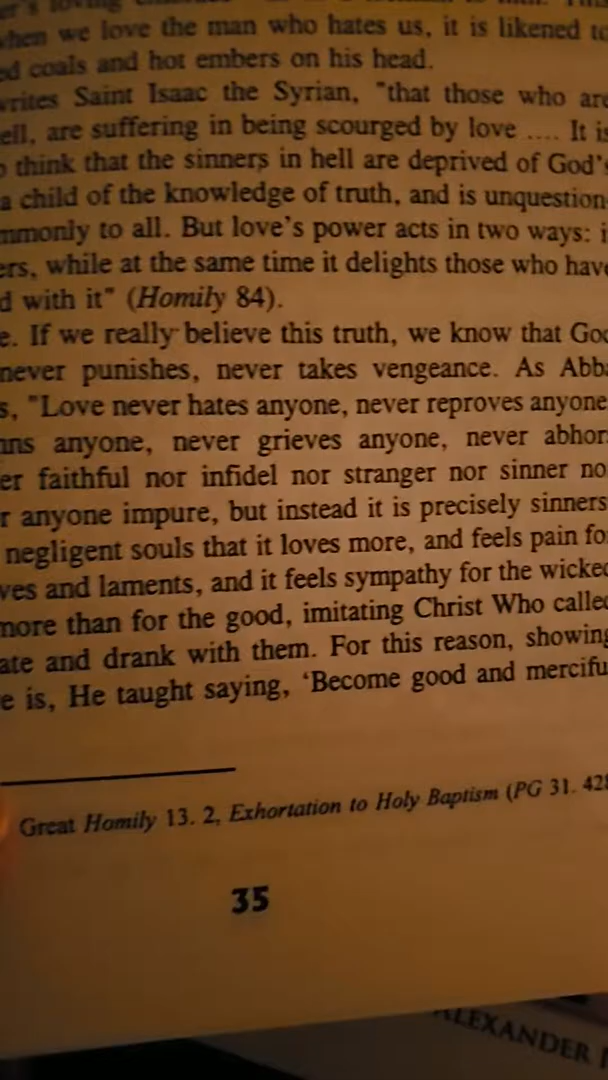 when we love the man who hates us, it is likened to
ed coals and hot embers on his head.
writes Saint Isaac the Syrian, "that those who are
ell, are suffering in being scourged by love .... It is
o think that the sinners in hell are deprived of God's
a child of the knowledge of truth, and is unquestion-
mmonly to all. But love's power acts in two ways: i
ers, while at the same time it delights those who have
d with it" (Homily 84).
e. If we really believe this truth, we know that God
never punishes, never takes vengeance. As Abba
s, "Love never hates anyone, never reproves anyone,
ns anyone, never grieves anyone, never abhor
er faithful nor infidel nor stranger nor sinner no
r anyone impure, but instead it is precisely sinners
negligent souls that it loves more, and feels pain fo
ves and laments, and it feels sympathy for the wicked
more than for the good, imitating Christ Who called
ate and drank with them. For this reason, showing
e is, He taught saying, 'Become good and mercifu
Great Homily 13. 2, Exhortation to Holy Baptism (PG 31. 428
35
ALEXANDER